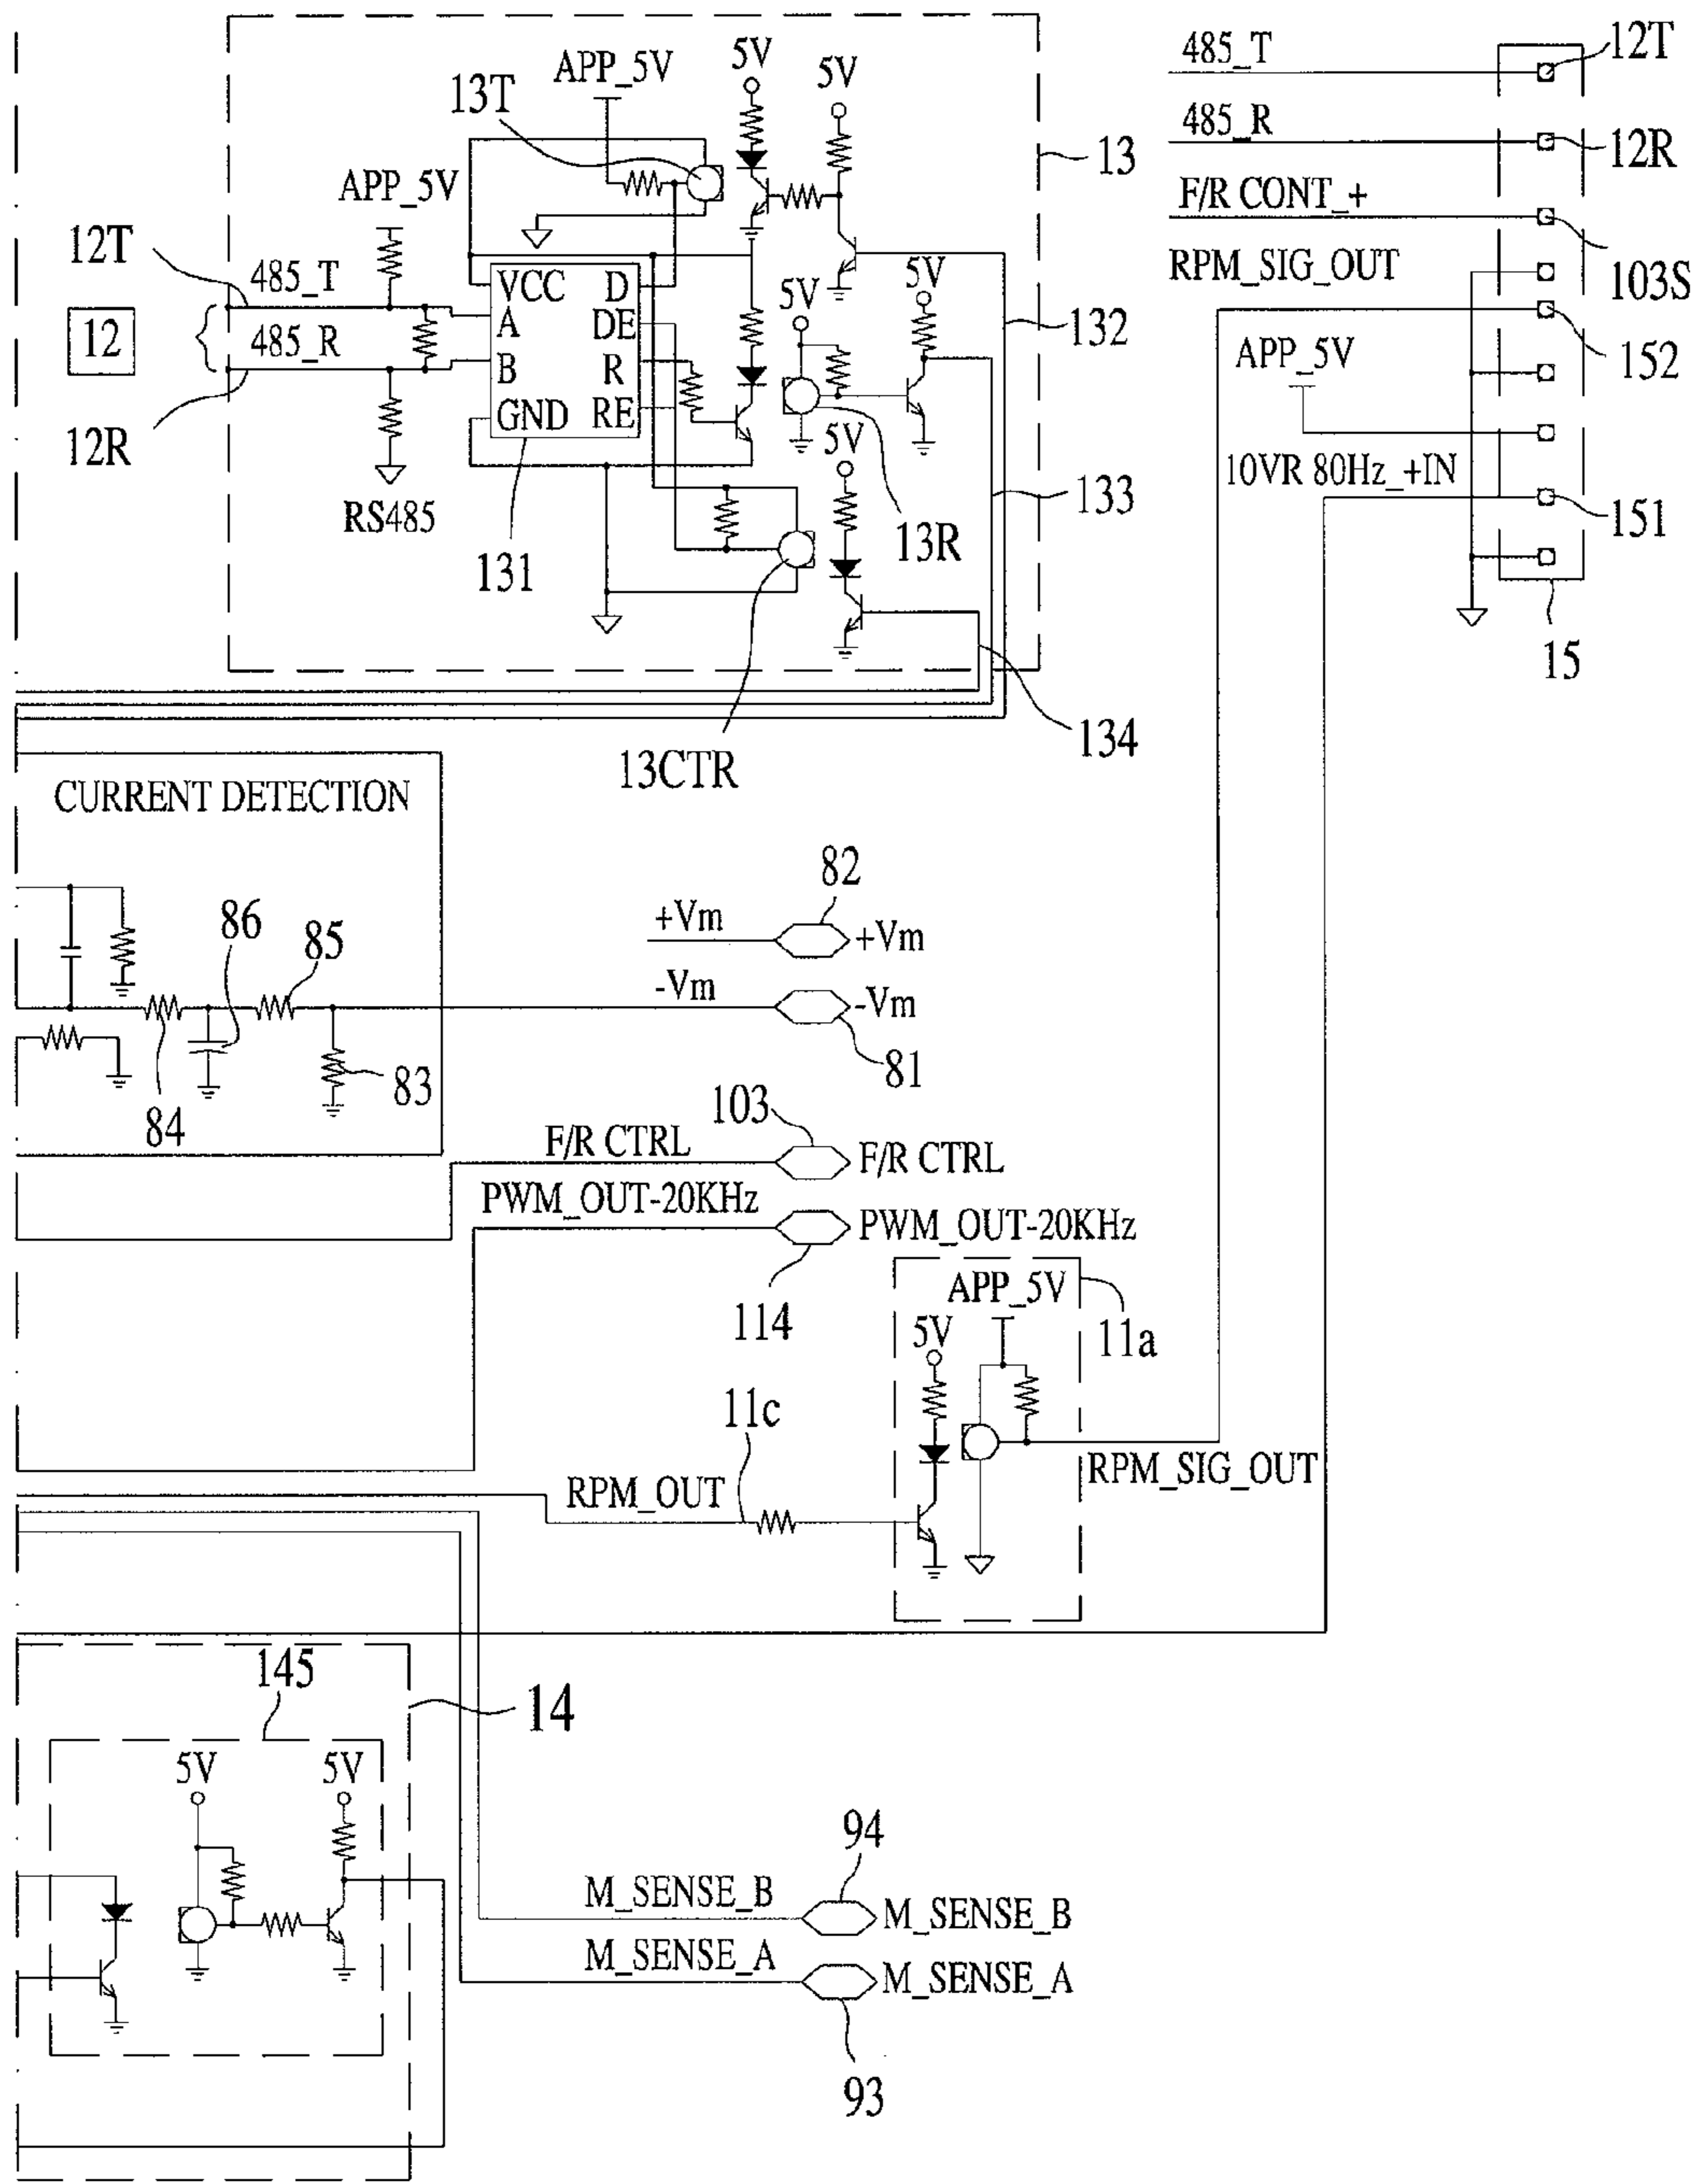 485_T
12T
485_R
12R
F/R CONT_+
103S
RPM_SIG_OUT
152
APP_5V
10VR 80Hz_+IN
151
15
5V
5V
APP_5V
13T
13
APP_5V
12T
485_T
12
485_R
12R
RS485
VCC
D
A
DE
B
R
GND
RE
131
5V
5V
5V
13R
132
133
134
13CTR
CURRENT DETECTION
86
85
84
83
82
+Vm
+Vm
-Vm
-Vm
81
103
F/R CTRL
F/R CTRL
PWM_OUT-20KHz
PWM_OUT-20KHz
114
APP_5V
5V
11a
11c
RPM_OUT
RPM_SIG_OUT
145
14
5V
5V
94
M_SENSE_B
M_SENSE_B
M_SENSE_A
M_SENSE_A
93